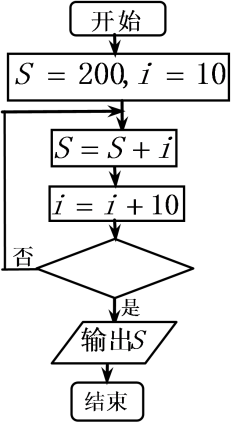 开始
S = 200, i = 10
S = S + i
i = i + 10
否
是
输出S
结束